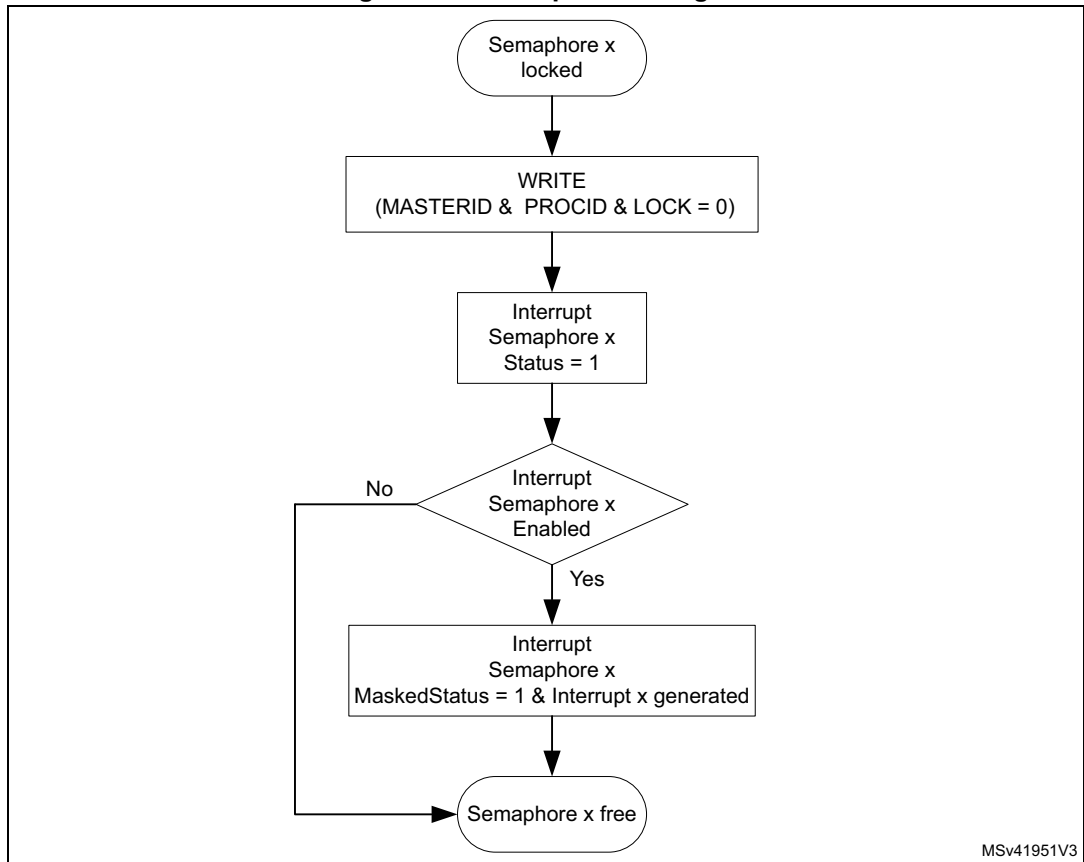 Semaphore x
locked
WRITE
(MASTERID & PROCID & LOCK = 0)
Interrupt
Semaphore x
Status = 1
Interrupt
Semaphore x
Enabled
No
Yes
Interrupt
Semaphore x
MaskedStatus = 1 & Interrupt x generated
Semaphore x free
MSv41951V3